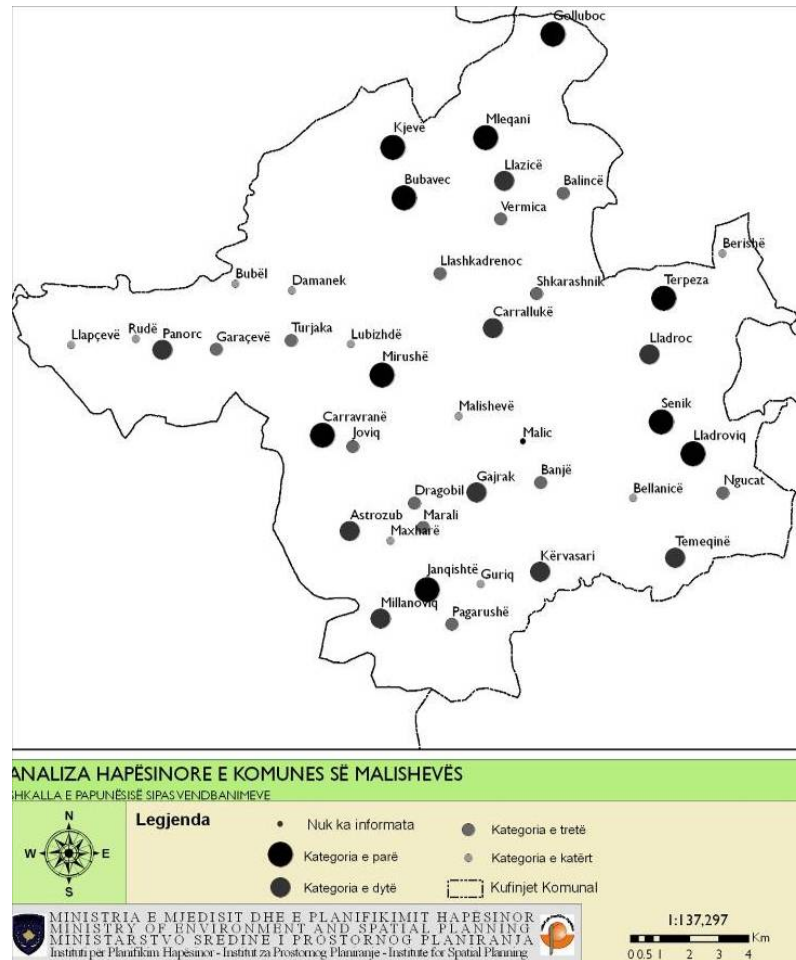 Golluboc
Kjevë
Mleqani
Llazicë
Bubavec
Balincë
Vermica
Berishë
Llashkadrenoc
Bubël
Damanek
Shkarashnik
Terpeza
Carrallukë
Rudë
Llapçevë
Panorc
Garaçevë
Turjaka
Lubizhdë
Lladroc
Mirushë
Malishevë
Senik
Carravranë
Joviq
Malic
Lladroviq
Gajrak
Banjë
Bellanicë
Ngucat
Dragobil
Astrozub
Marali
Maxharë
Temeqinë
Kërvasari
Janqishtë
Guriq
Millanoviq
Pagarushë
ANALIZA HAPËSINORE E KOMUNES SË MALISHEVËS
SHKALLA E PAPUNËSISË SIPAS VENDBANIMEVE
N
W E
S
Legjenda
Nuk ka informata
Kategoria e parë
Kategoria e dytë
Kategoria e tretë
Kategoria e katërt
Kufinjet Komunal
MINISTRIA E MJEDISIT DHE E PLANIFIKIMIT HAPËSINOR
MINISTRY OF ENVIRONMENT AND SPATIAL PLANNING
MINISTARSTVO SREDINE I PROSTORNOG PLANIRANJA
Instituti për Planifikim Hapësinor - Institut za Prostorno Planiranje - Institute for Spatial Planning
1:137,297
Km
0 0.5 1 2 3 4